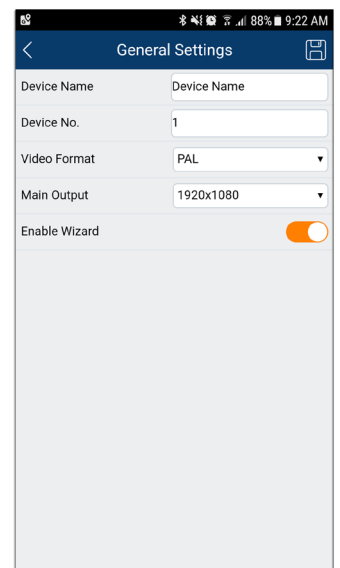 88% 9:22 AM
General Settings
Device Name Device Name
Device No. 1
Video Format PAL
Main Output 1920x1080
Enable Wizard